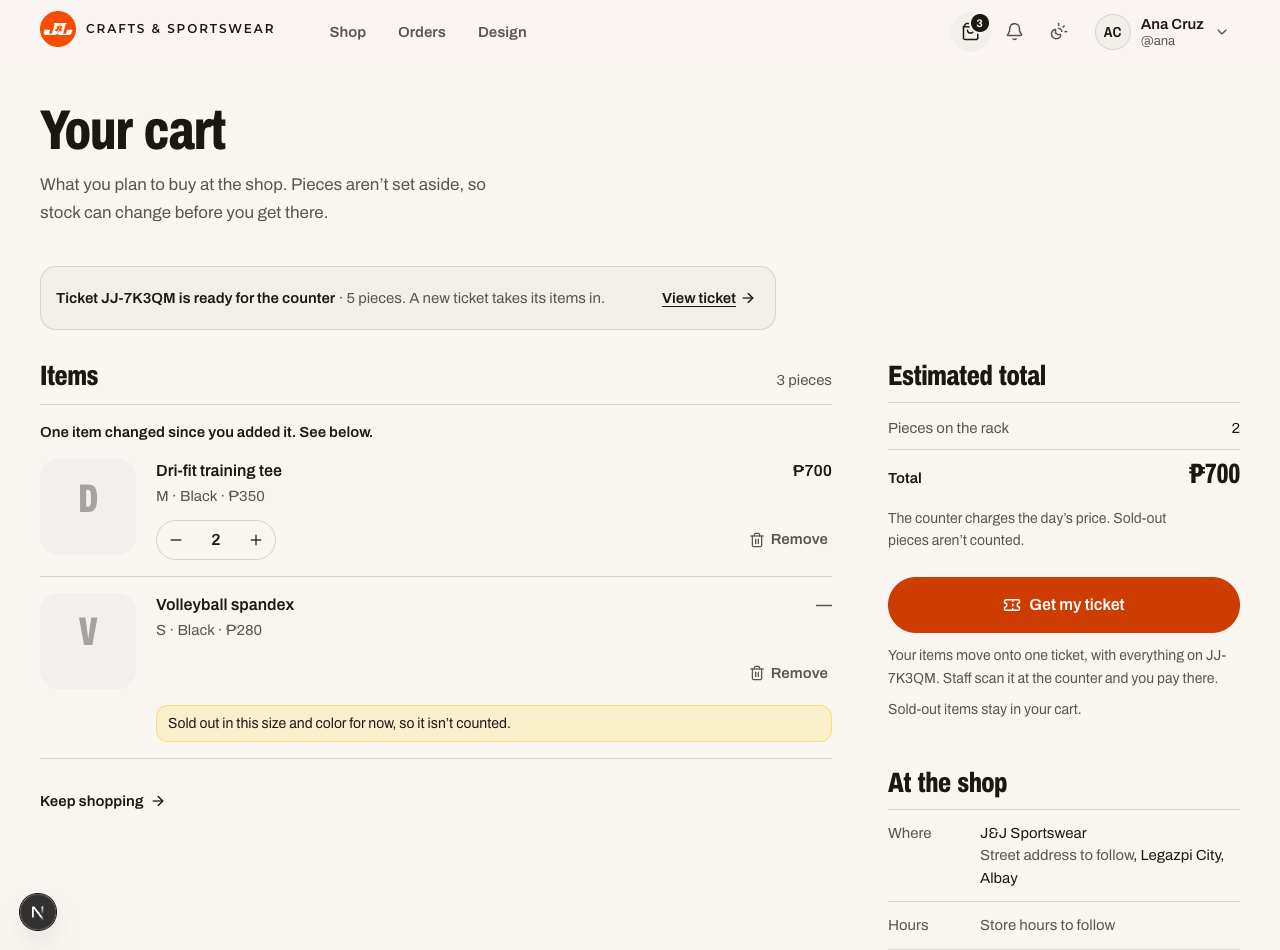 J&J CRAFTS & SPORTSWEAR
Shop
Orders
Design
3
AC
Ana Cruz
@ana
Your cart
What you plan to buy at the shop. Pieces aren’t set aside, so
stock can change before you get there.
Ticket JJ-7K3QM is ready for the counter · 5 pieces. A new ticket takes its items in.
View ticket →
Items
3 pieces
One item changed since you added it. See below.
D
Dri-fit training tee
₱700
M · Black · ₱350
− 2 +
Remove
V
Volleyball spandex
—
S · Black · ₱280
Remove
Sold out in this size and color for now, so it isn’t counted.
Keep shopping →
Estimated total
Pieces on the rack
2
Total
₱700
The counter charges the day’s price. Sold-out
pieces aren’t counted.
Get my ticket
Your items move onto one ticket, with everything on JJ-
7K3QM. Staff scan it at the counter and you pay there.
Sold-out items stay in your cart.
At the shop
Where
J&J Sportswear
Street address to follow, Legazpi City,
Albay
Hours
Store hours to follow
N